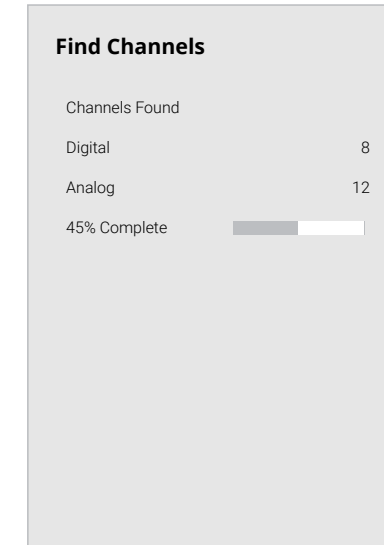 Find Channels
Channels Found
Digital 8
Analog 12
45% Complete